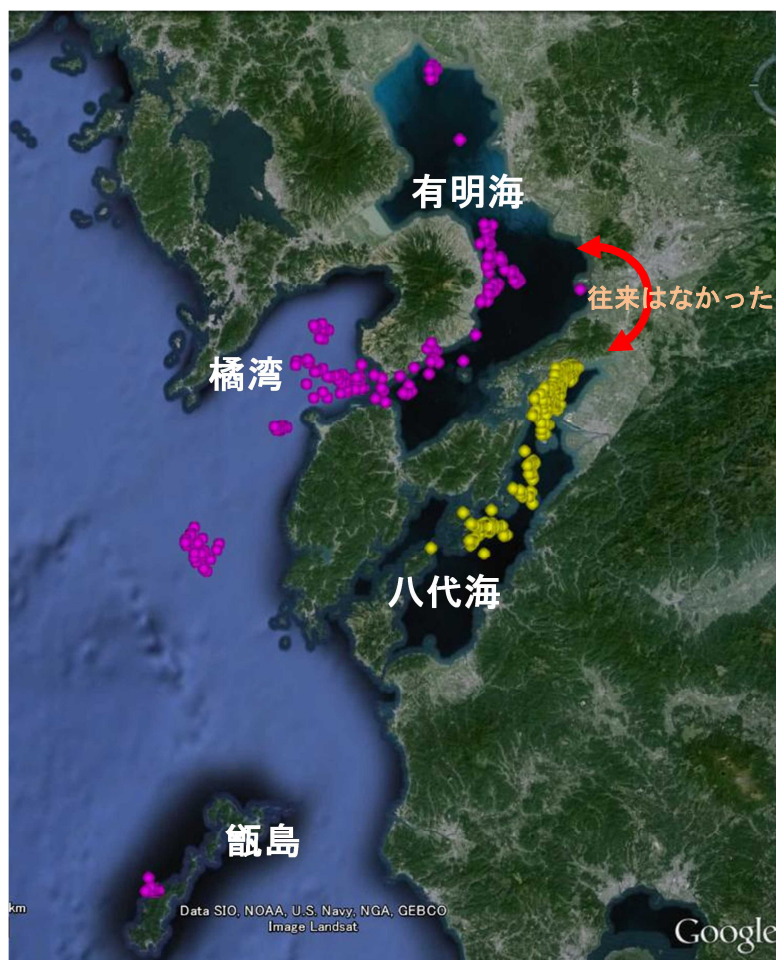 有明海
往来はなかった
橘湾
八代海
甑島
km
Data SIO, NOAA, U.S. Navy, NGA, GEBCO
Image Landsat
Google